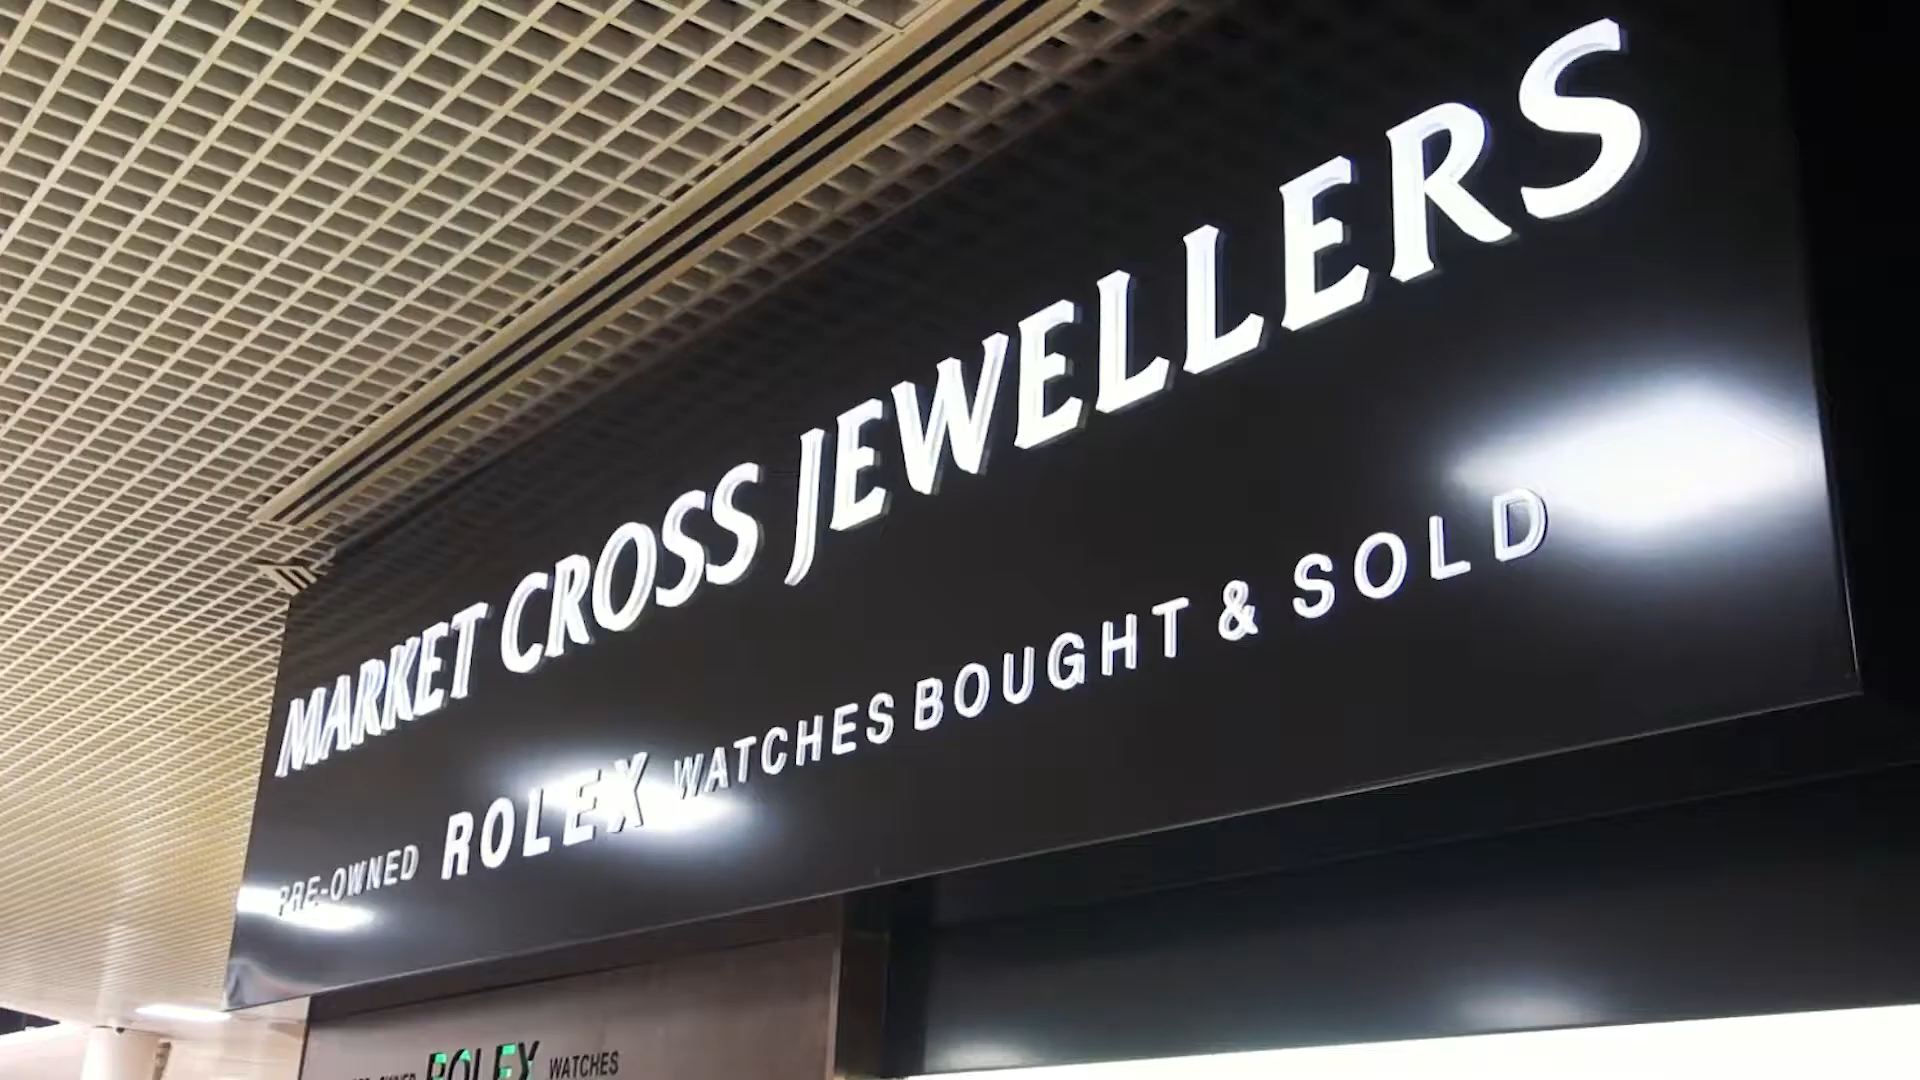 MARKET CROSS JEWELLERS
PRE-OWNED ROLEX WATCHES BOUGHT & SOLD
ROLEX WATCHES